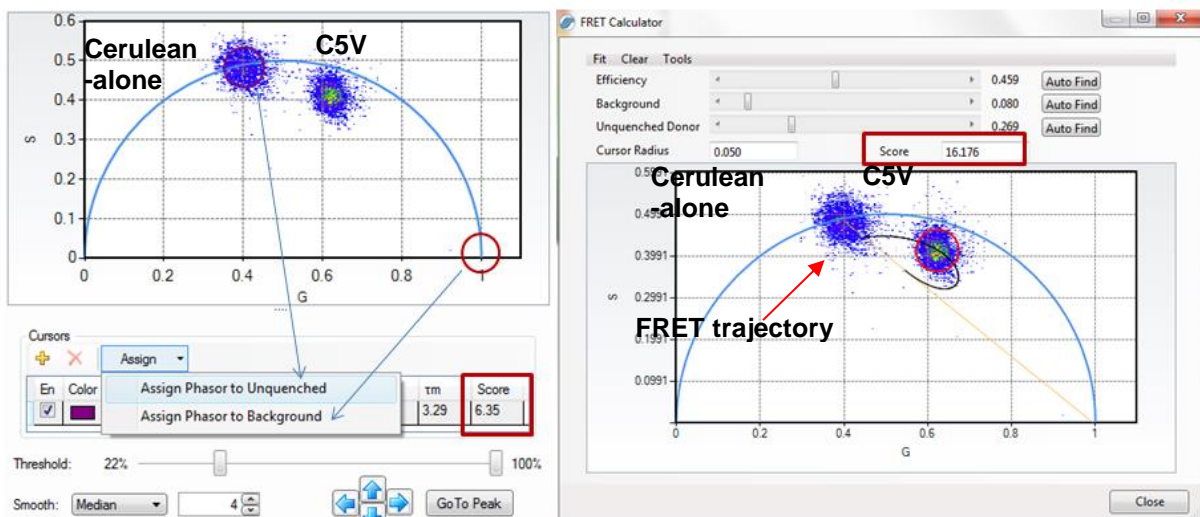 0.6
0.5
0.4
0.3
0.2
0.1
0
S
Cerulean
-alone
C5V
0
0.2
0.4
0.6
0.8
1
G
Cursors
Assign
En
Color
τm
Score
Assign Phasor to Unquenched
Assign Phasor to Background
3.29
6.35
Threshold:
22%
100%
Smooth:
Median
4
GoTo Peak
FRET Calculator
Fit Clear Tools
Efficiency
0.459
Auto Find
Background
0.080
Auto Find
Unquenched Donor
0.269
Auto Find
Cursor Radius
0.050
Score
16.176
Cerulean
-alone
C5V
0.3991
0.2991
0.0991
S
FRET trajectory
0
0.2
0.4
0.6
0.8
1
G
Close